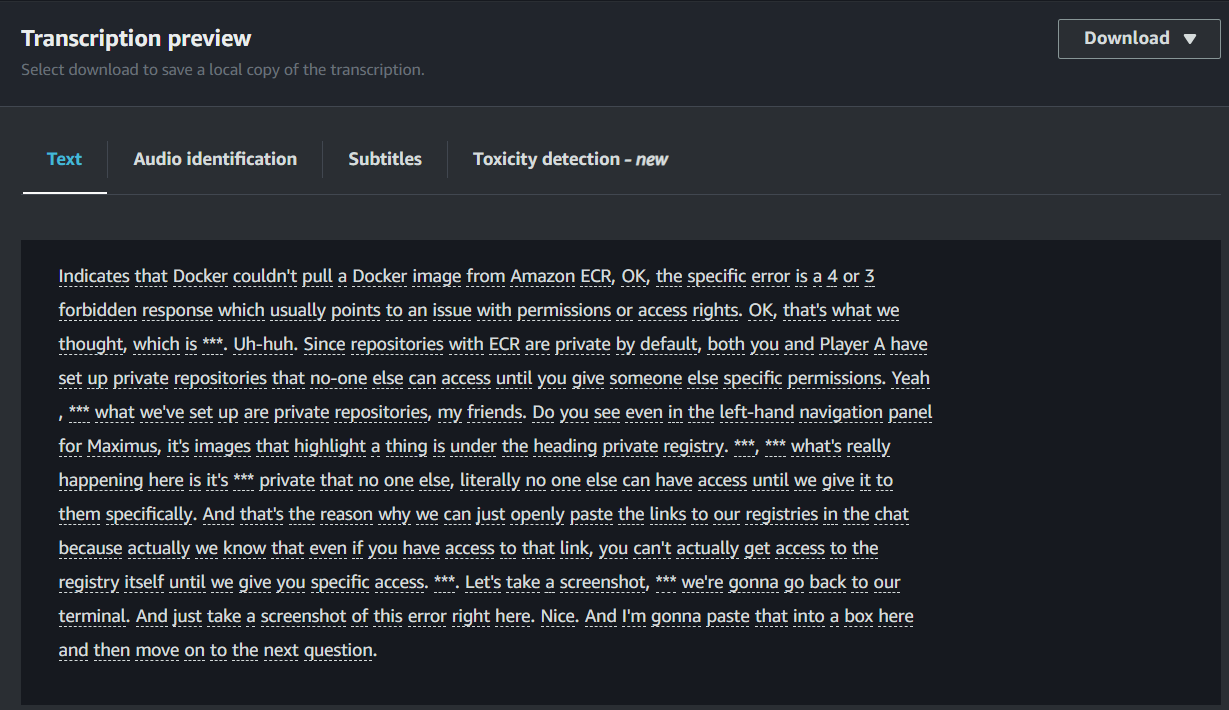 Transcription preview
Download ▼
Select download to save a local copy of the transcription.
Text
Audio identification
Subtitles
Toxicity detection - new
Indicates that Docker couldn't pull a Docker image from Amazon ECR, OK, the specific error is a 4 or 3
forbidden response which usually points to an issue with permissions or access rights. OK, that's what we
thought, which is ***. Uh-huh. Since repositories with ECR are private by default, both you and Player A have
set up private repositories that no-one else can access until you give someone else specific permissions. Yeah
, *** what we've set up are private repositories, my friends. Do you see even in the left-hand navigation panel
for Maximus, it's images that highlight a thing is under the heading private registry. ***, *** what's really
happening here is it's *** private that no one else, literally no one else can have access until we give it to
them specifically. And that's the reason why we can just openly paste the links to our registries in the chat
because actually we know that even if you have access to that link, you can't actually get access to the
registry itself until we give you specific access. ***. Let's take a screenshot, *** we're gonna go back to our
terminal. And just take a screenshot of this error right here. Nice. And I'm gonna paste that into a box here
and then move on to the next question.